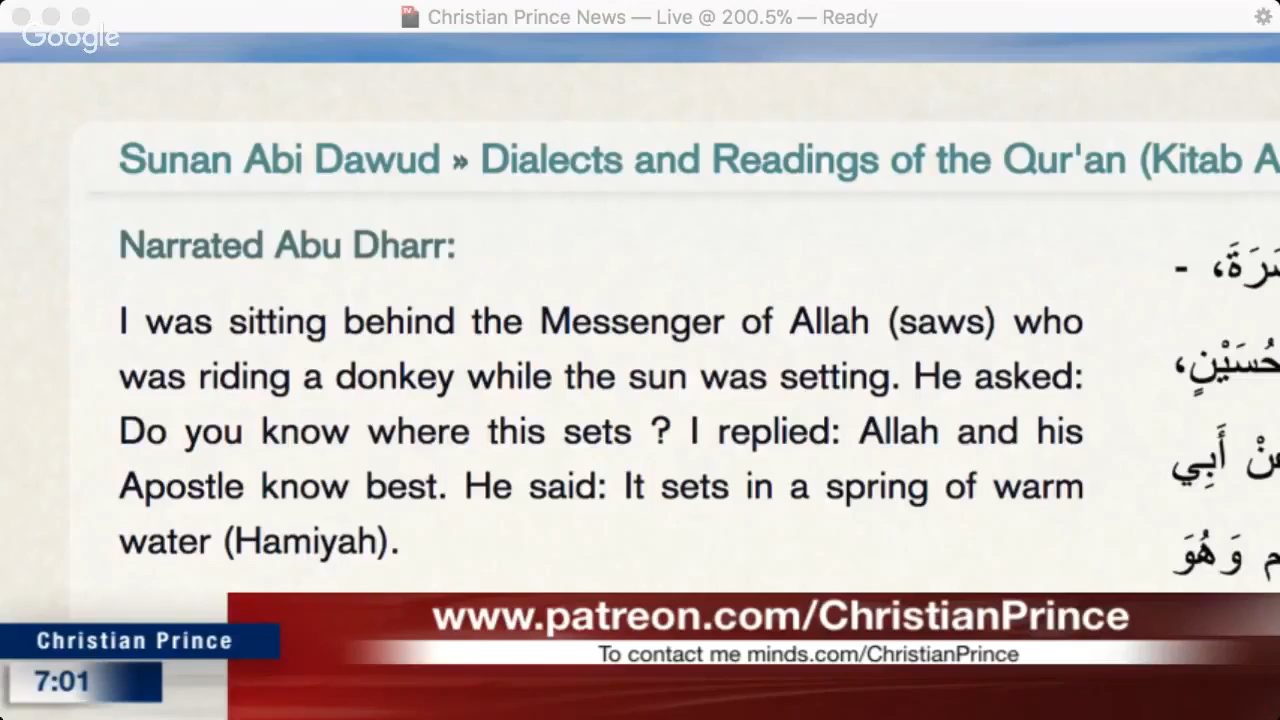 Christian Prince News — Live @ 200.5% — Ready
Google
Sunan Abi Dawud » Dialects and Readings of the Qur'an (Kitab A
Narrated Abu Dharr:
I was sitting behind the Messenger of Allah (saws) who
was riding a donkey while the sun was setting. He asked:
Do you know where this sets ? I replied: Allah and his
Apostle know best. He said: It sets in a spring of warm
water (Hamiyah).
حُسَيْنٍ،
عَنْ أَبِي
م وَهُوَ
www.patreon.com/ChristianPrince
To contact me minds.com/ChristianPrince
Christian Prince
7:01